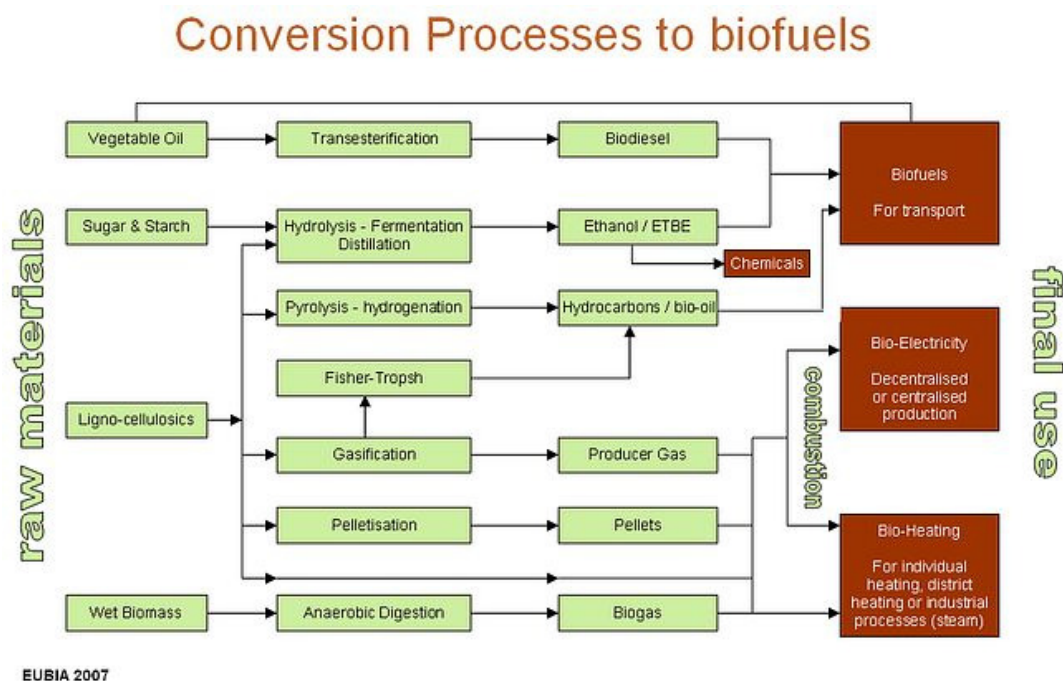 Conversion Processes to biofuels
raw materials
Vegetable Oil
Transesterification
Biodiesel
Biofuels
For transport
Sugar & Starch
Hydrolysis - Fermentation
Distillation
Ethanol / ETBE
Chemicals
Pyrolysis - hydrogenation
Hydrocarbons / bio-oil
Fisher-Tropsh
Bio-Electricity
Decentralised
or centralised
production
Ligno-cellulosics
Gasification
Producer Gas
combustion
final use
Pelletisation
Pellets
Bio-Heating
For individual
heating, district
heating or industrial
processes (steam)
Wet Biomass
Anaerobic Digestion
Biogas
EUBIA 2007